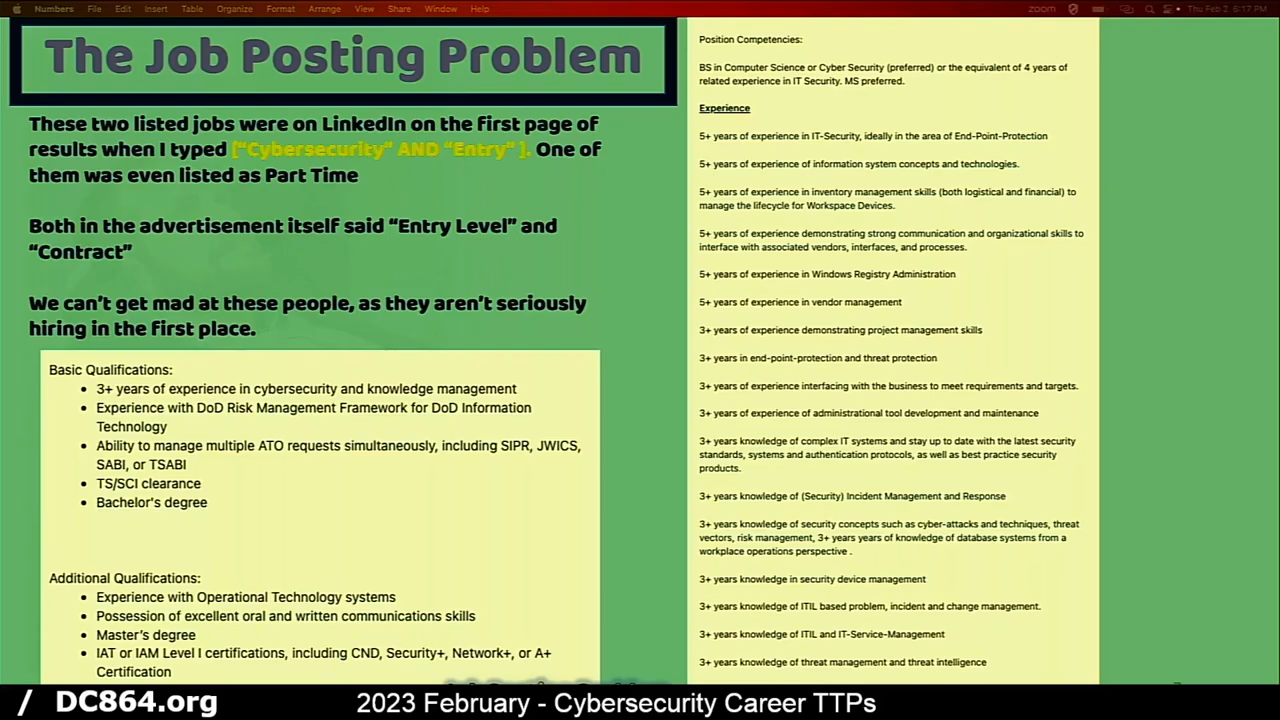 Numbers File Edit Insert Table Organize Format Arrange View Share Window Help zoom Thu Feb 2 6:17 PM
The Job Posting Problem
These two listed jobs were on LinkedIn on the first page of
results when I typed ["Cybersecurity" AND "Entry" ]. One of
them was even listed as Part Time
Both in the advertisement itself said "Entry Level" and
"Contract"
We can't get mad at these people, as they aren't seriously
hiring in the first place.
Basic Qualifications:
• 3+ years of experience in cybersecurity and knowledge management
• Experience with DoD Risk Management Framework for DoD Information
Technology
• Ability to manage multiple ATO requests simultaneously, including SIPR, JWICS,
SABI, or TSABI
• TS/SCI clearance
• Bachelor's degree
Additional Qualifications:
• Experience with Operational Technology systems
• Possession of excellent oral and written communications skills
• Master's degree
• IAT or IAM Level I certifications, including CND, Security+, Network+, or A+
Certification
Position Competencies:
BS in Computer Science or Cyber Security (preferred) or the equivalent of 4 years of
related experience in IT Security. MS preferred.
Experience
5+ years of experience in IT-Security, ideally in the area of End-Point-Protection
5+ years of experience of information system concepts and technologies.
5+ years of experience in inventory management skills (both logistical and financial) to
manage the lifecycle for Workspace Devices.
5+ years of experience demonstrating strong communication and organizational skills to
interface with associated vendors, interfaces, and processes.
5+ years of experience in Windows Registry Administration
5+ years of experience in vendor management
3+ years of experience demonstrating project management skills
3+ years in end-point-protection and threat protection
3+ years of experience interfacing with the business to meet requirements and targets.
3+ years of experience of administrational tool development and maintenance
3+ years knowledge of complex IT systems and stay up to date with the latest security
standards, systems and authentication protocols, as well as best practice security
products.
3+ years knowledge of (Security) Incident Management and Response
3+ years knowledge of security concepts such as cyber-attacks and techniques, threat
vectors, risk management, 3+ years years of knowledge of database systems from a
workplace operations perspective .
3+ years knowledge in security device management
3+ years knowledge of ITIL based problem, incident and change management.
3+ years knowledge of ITIL and IT-Service-Management
3+ years knowledge of threat management and threat intelligence
/ DC864.org
2023 February - Cybersecurity Career TTPs